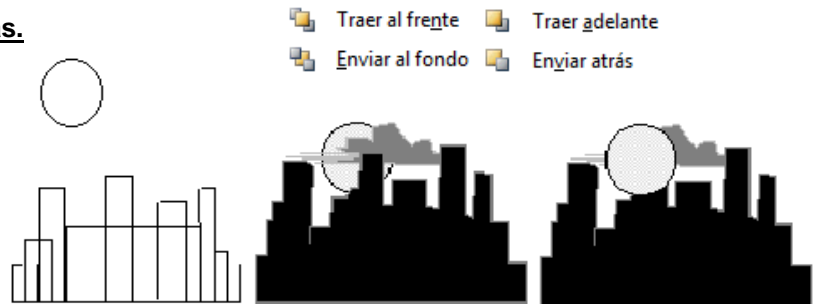 Traer al frente Traer adelante
s.
Enviar al fondo Enviar atrás